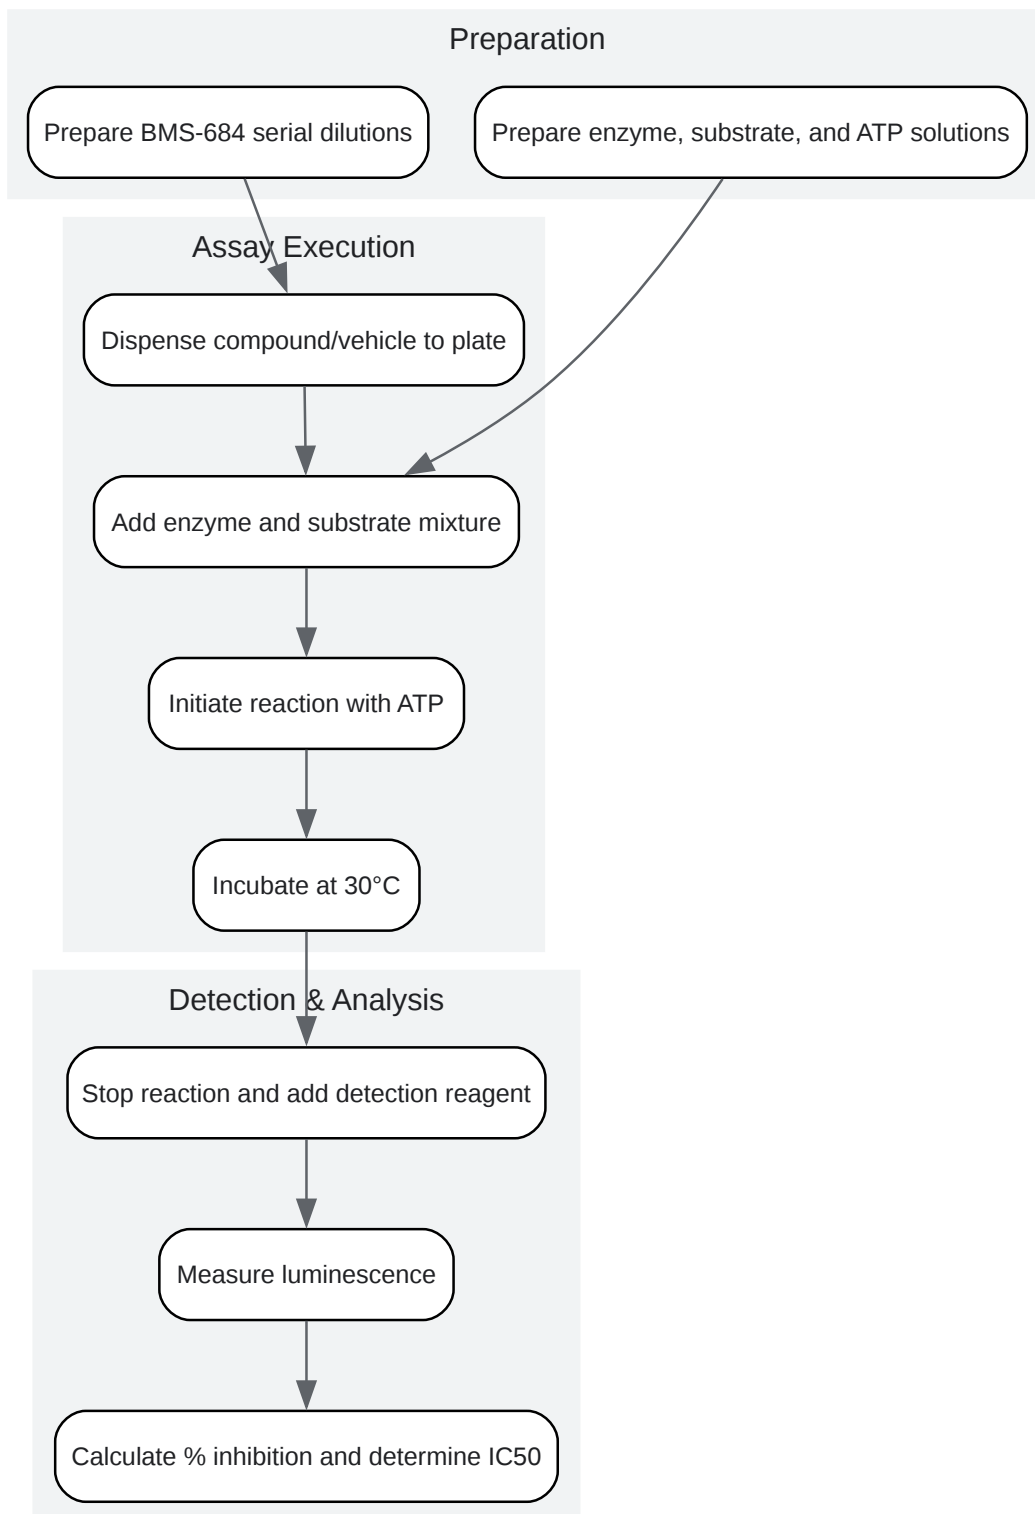 Preparation
Prepare BMS-684 serial dilutions
Prepare enzyme, substrate, and ATP solutions
Assay Execution
Dispense compound/vehicle to plate
Add enzyme and substrate mixture
Initiate reaction with ATP
Incubate at 30°C
Detection & Analysis
Stop reaction and add detection reagent
Measure luminescence
Calculate % inhibition and determine IC50